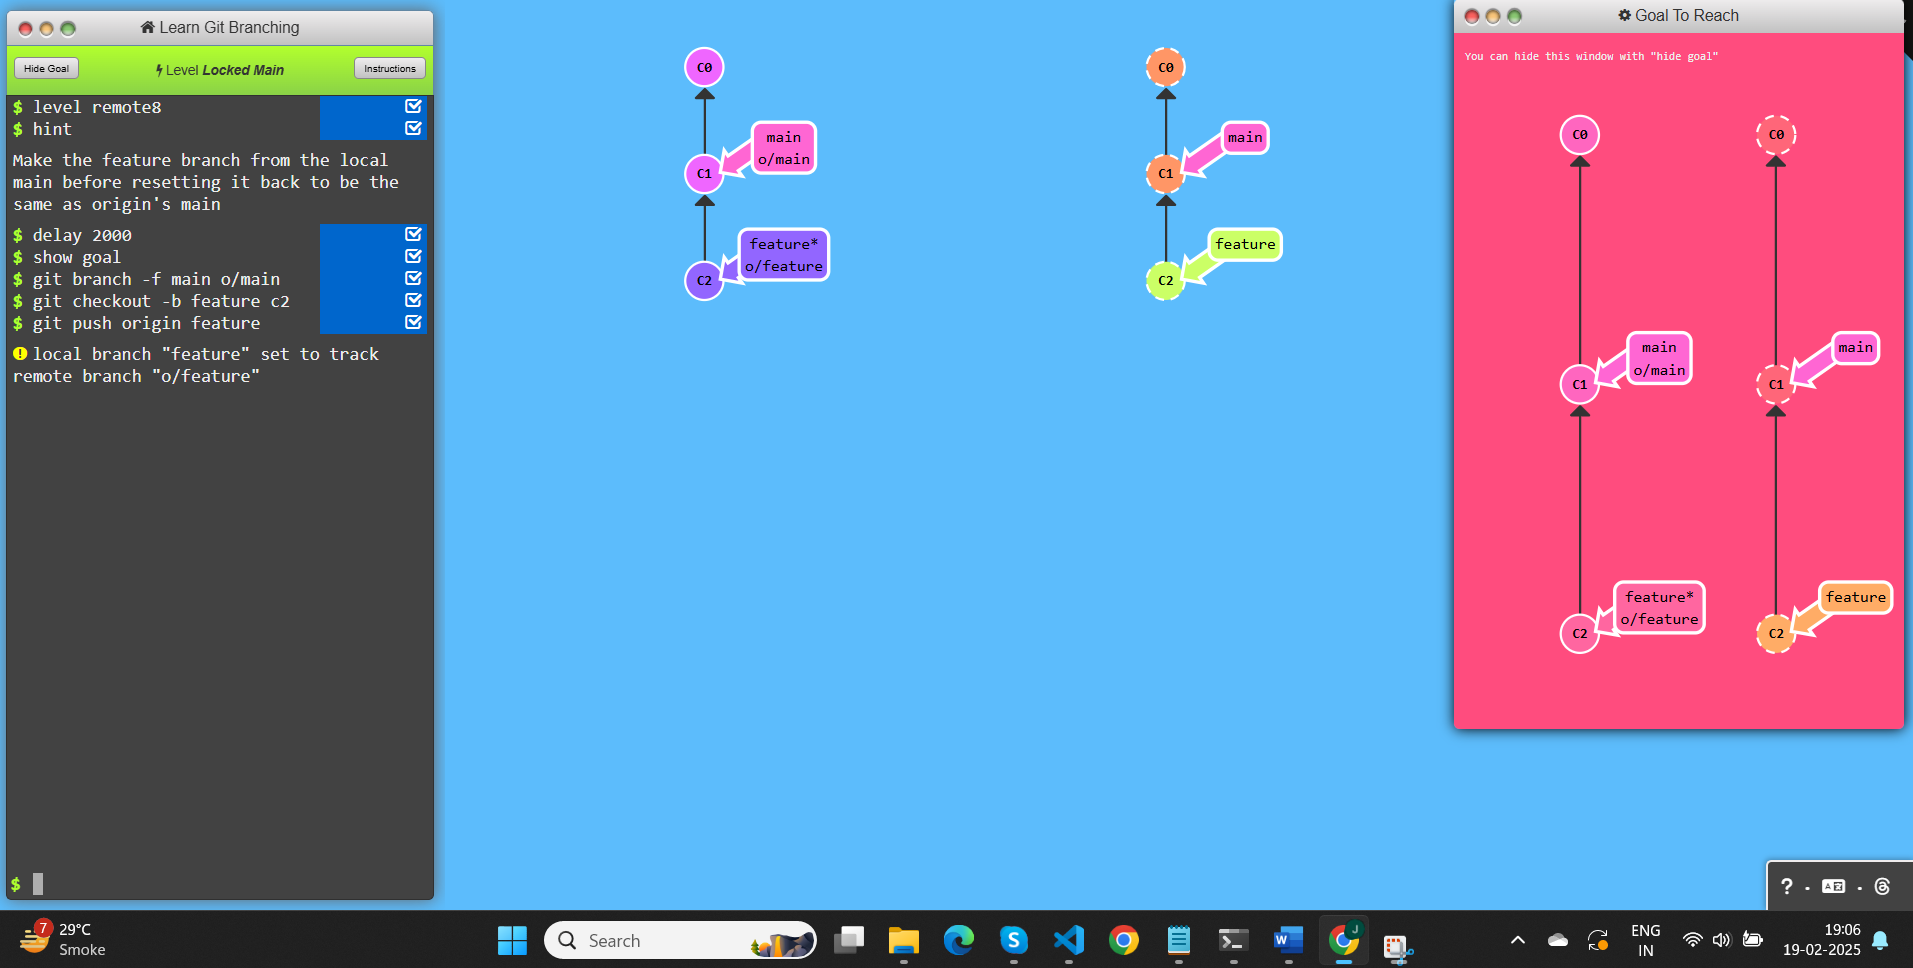 Learn Git Branching
Hide Goal
Level Locked Main
Instructions
$ level remote8
$ hint
Make the feature branch from the local
main before resetting it back to be the
same as origin's main
$ delay 2000
$ show goal
$ git branch -f main o/main
$ git checkout -b feature c2
$ git push origin feature
local branch "feature" set to track
remote branch "o/feature"
$
C0
main
o/main
C1
feature*
o/feature
C2
C0
main
C1
feature
C2
Goal To Reach
You can hide this window with "hide goal"
C0
main
o/main
C1
feature*
o/feature
C2
C0
main
C1
feature
C2
?
7
29°C
Smoke
Search
J
ENG
IN
19:06
19-02-2025